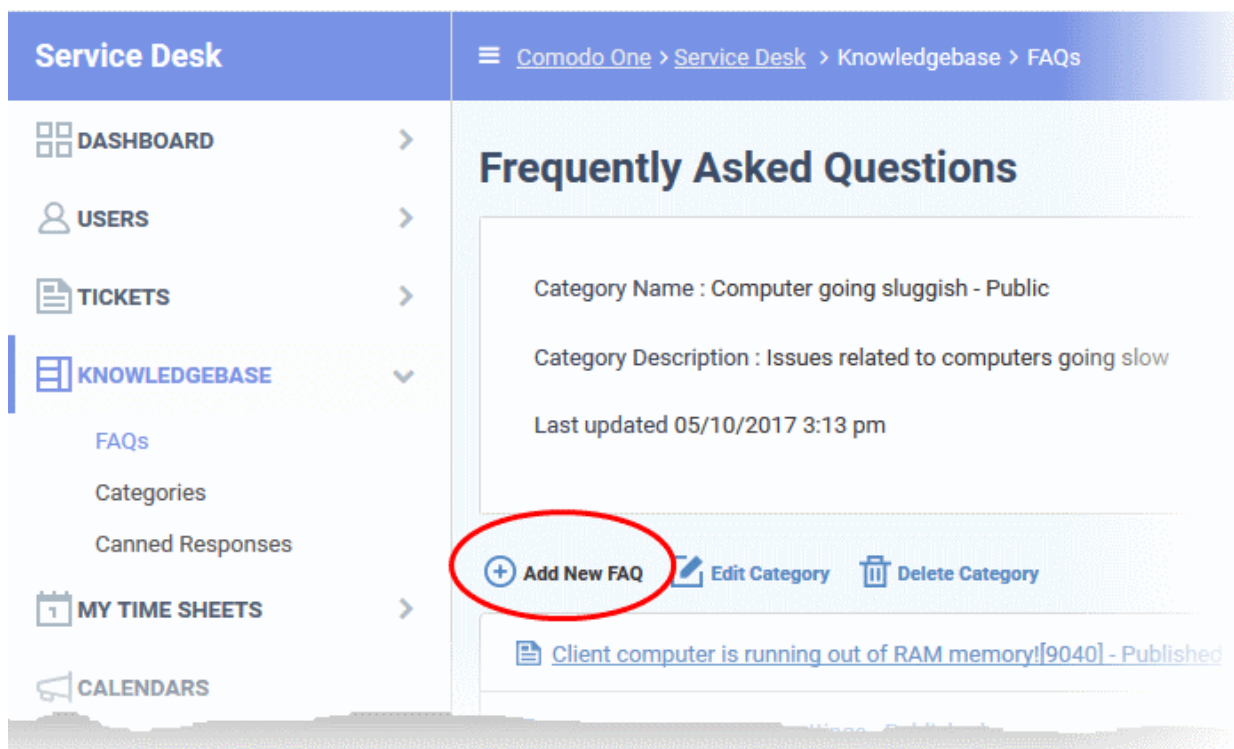 Service Desk
Comodo One > Service Desk > Knowledgebase > FAQs
DASHBOARD
USERS
TICKETS
KNOWLEDGEBASE
FAQs
Categories
Canned Responses
1
MY TIME SHEETS
CALENDARS
Frequently Asked Questions
Category Name : Computer going sluggish - Public
Category Description : Issues related to computers going slow
Last updated 05/10/2017 3:13 pm
Add New FAQ Edit Category Delete Category
Client computer is running out of RAM memory![9040] - Published